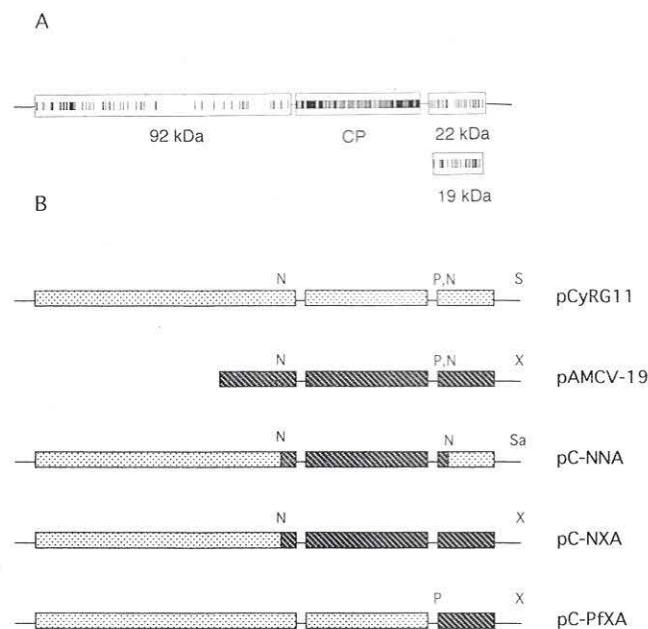 A
92 kDa CP 22 kDa
19 kDa
B
N P,N S pCyRG11
N P,N X pAMCV-19
N N Sa pC-NNA
N X pC-NXA
P X pC-PfXA